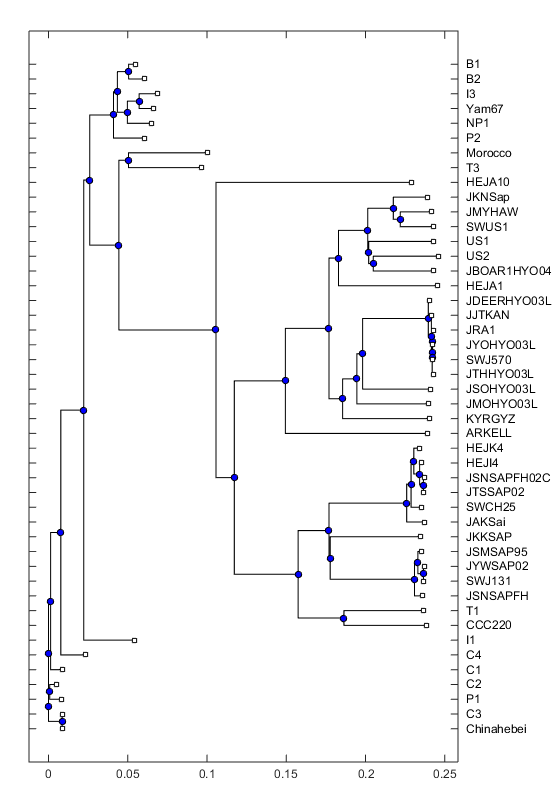 B1
B2
I3
Yam67
NP1
P2
Morocco
T3
HEJA10
JKNSap
JMYHAW
SWUS1
US1
US2
JBOAR1HYO04
HEJA1
JDEERHYO03L
JJTKAN
JRA1
JYOHYO03L
SWJ570
JTHHYO03L
JSOHYO03L
JMOHYO03L
KYRGYZ
ARKELL
HEJK4
HEJI4
JSNSAPFH02C
JTSSAP02
SWCH25
JAKSai
JKKSAP
JSMSAP95
JYWSAP02
SWJ131
JSNSAPFH
T1
CCC220
I1
C4
C1
C2
P1
C3
Chinahebei
0 0.05 0.1 0.15 0.2 0.25